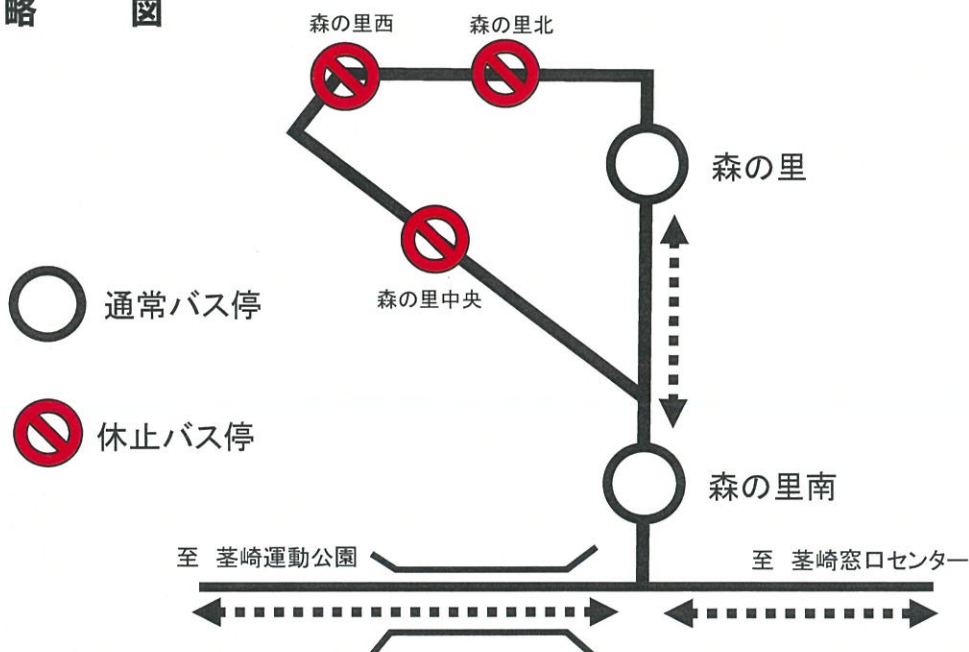 略　図
森の里西
森の里北
森の里
森の里中央
通常バス停
休止バス停
森の里南
至　茎崎運動公園
至　茎崎窓口センター